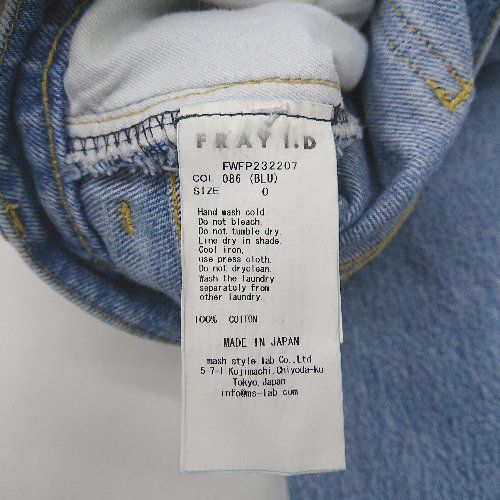 FRAY I.D
FWFP232207
COL 086 (BLU)
SIZE 0
Hand wash cold.
Do not bleach.
Do not tumble dry.
Line dry in shade.
Cool iron,
use press cloth.
Do not dryclean.
Wash the laundry
separately from
other laundry.
100% COTTON
MADE IN JAPAN
mash style lab Co.,Ltd
5-7-1 Kojimachi,Chiyoda-ku
Tokyo,Japan
info@ms-lab.com